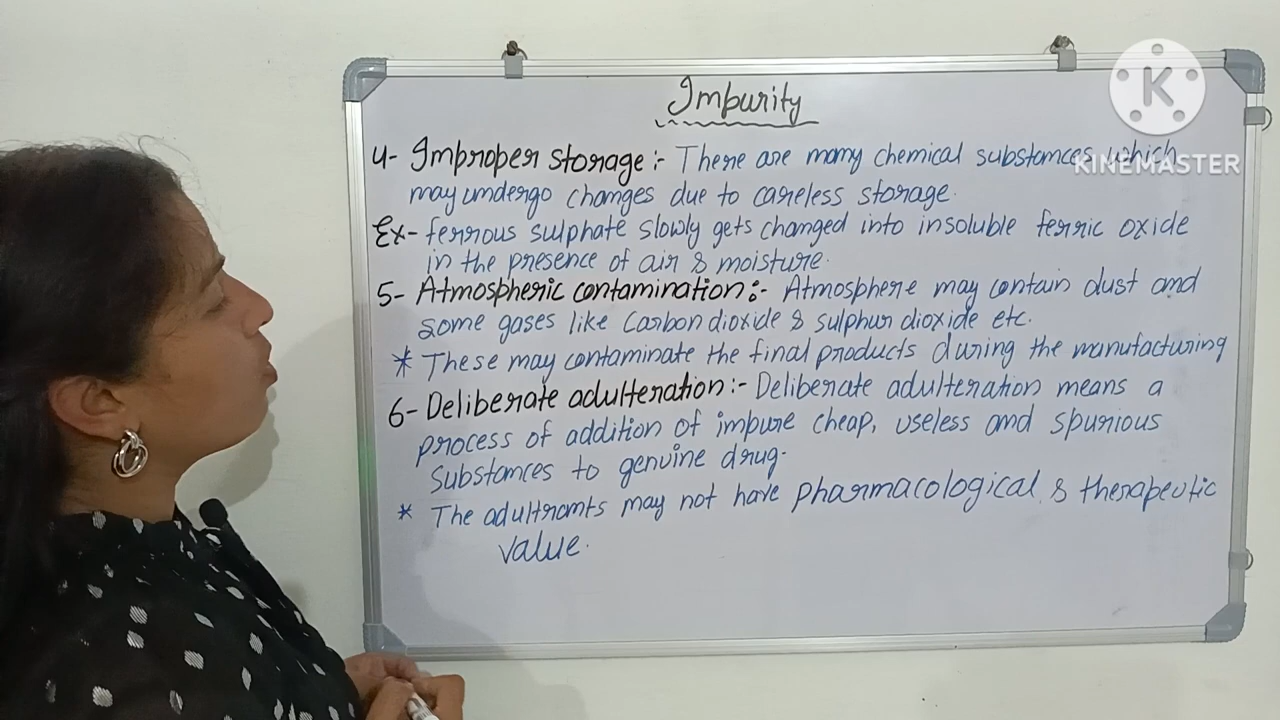 Impurity
4- Improper storage:- There are many chemical substances which
may undergo changes due to careless storage.
Ex- ferrous sulphate slowly gets changed into insoluble ferric oxide
in the presence of air & moisture.
5- Atmospheric contamination:- Atmosphere may contain dust and
some gases like Carbon dioxide & sulphur dioxide etc.
* These may contaminate the final products during the manufacturing
6- Deliberate adulteration:- Deliberate adulteration means a
process of addition of impure cheap, useless and spurious
substances to genuine drug.
* The adultrants may not have pharmacological & therapeutic
value.
K
KINEMASTER